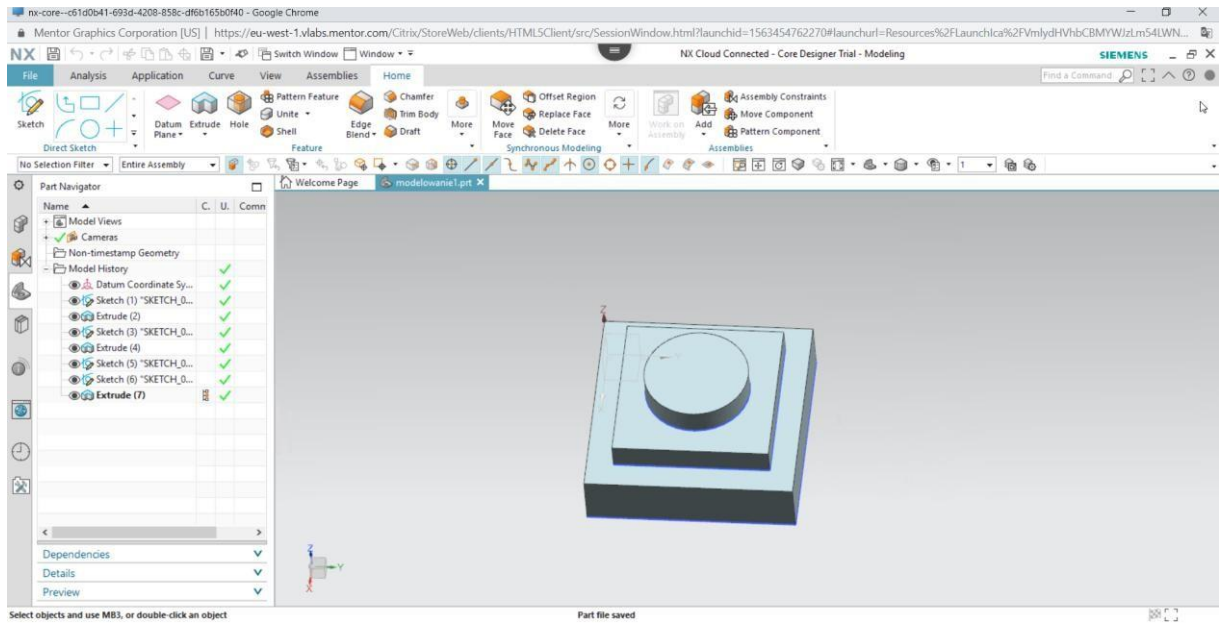 nx-core--c61d0b41-693d-4208-858c-df6b165b0f40 - Google Chrome
Mentor Graphics Corporation [US] | https://eu-west-1.vlabs.mentor.com/Citrix/StoreWeb/clients/HTML5Client/src/SessionWindow.html?launchid=1563454762270#launchurl=Resources%2FLaunchIca%2FVmlydHVhbCBMYWJzLm54LWN...
NX Switch Window Window NX Cloud Connected - Core Designer Trial - Modeling SIEMENS
File Analysis Application Curve View Assemblies Home Find a Command
Pattern Feature Chamfer Offset Region Assembly Constraints
Unite Trim Body Replace Face Move Component
Sketch Datum Plane Extrude Hole Shell Edge Blend Draft More Move Face Delete Face More Work on Assembly Add Pattern Component
Direct Sketch Feature Synchronous Modeling Assemblies
No Selection Filter Entire Assembly 1
Part Navigator Welcome Page modelowanie1.prt
Name C. U. Comn
Model Views
Cameras
Non-timestamp Geometry
Model History
Datum Coordinate Sy...
Sketch (1) "SKETCH_0...
Extrude (2)
Sketch (3) "SKETCH_0...
Extrude (4)
Sketch (5) "SKETCH_0...
Sketch (6) "SKETCH_0...
Extrude (7)
Z
Y
Dependencies
Details
Preview
Z
Y
X
Select objects and use MB3, or double-click an object Part file saved